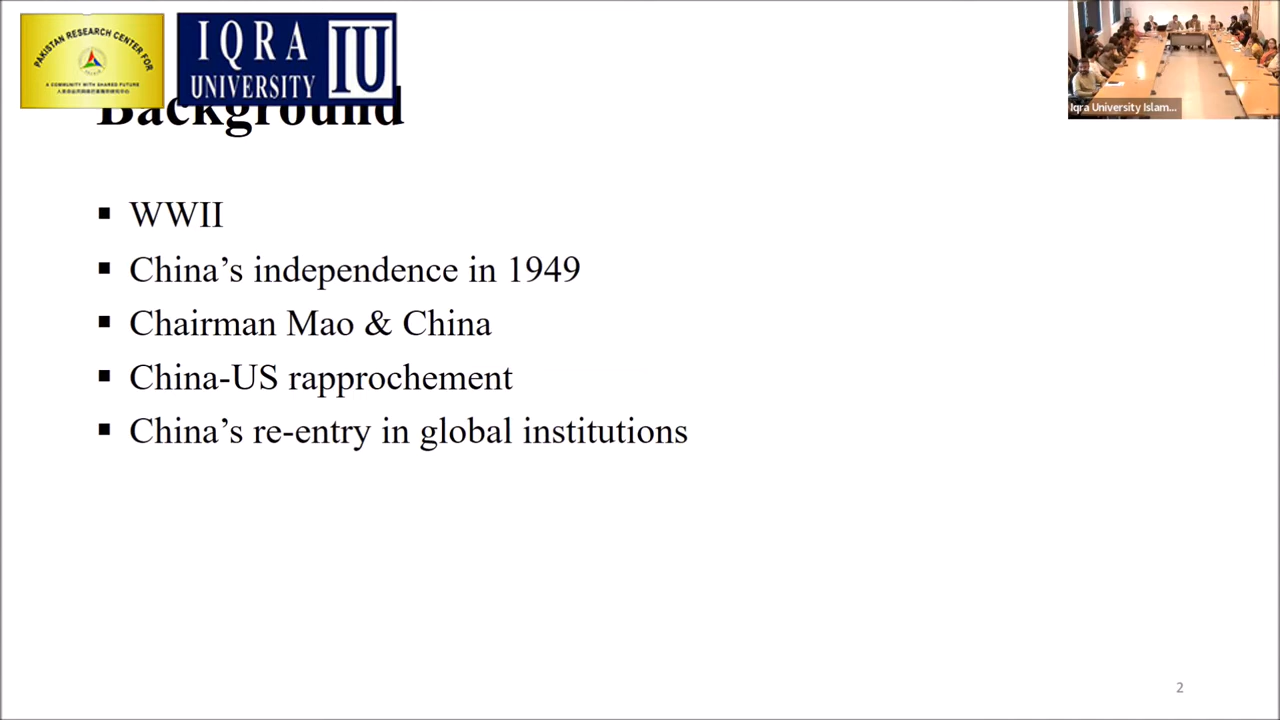 PAKISTAN RESEARCH CENTER FOR
A COMMUNITY WITH SHARED FUTURE
IQRA
UNIVERSITY
IU
Iqra University Islam...
Background
▪ WWII
▪ China’s independence in 1949
▪ Chairman Mao & China
▪ China-US rapprochement
▪ China’s re-entry in global institutions
2